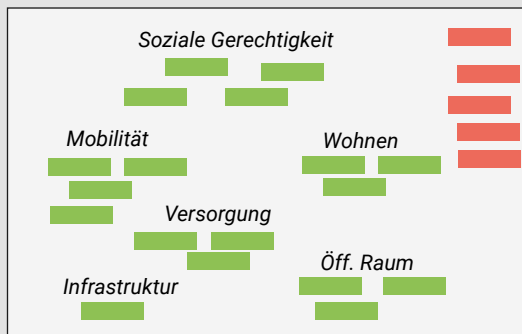 Soziale Gerechtigkeit
Mobilität
Wohnen
Versorgung
Infrastruktur
Öff. Raum